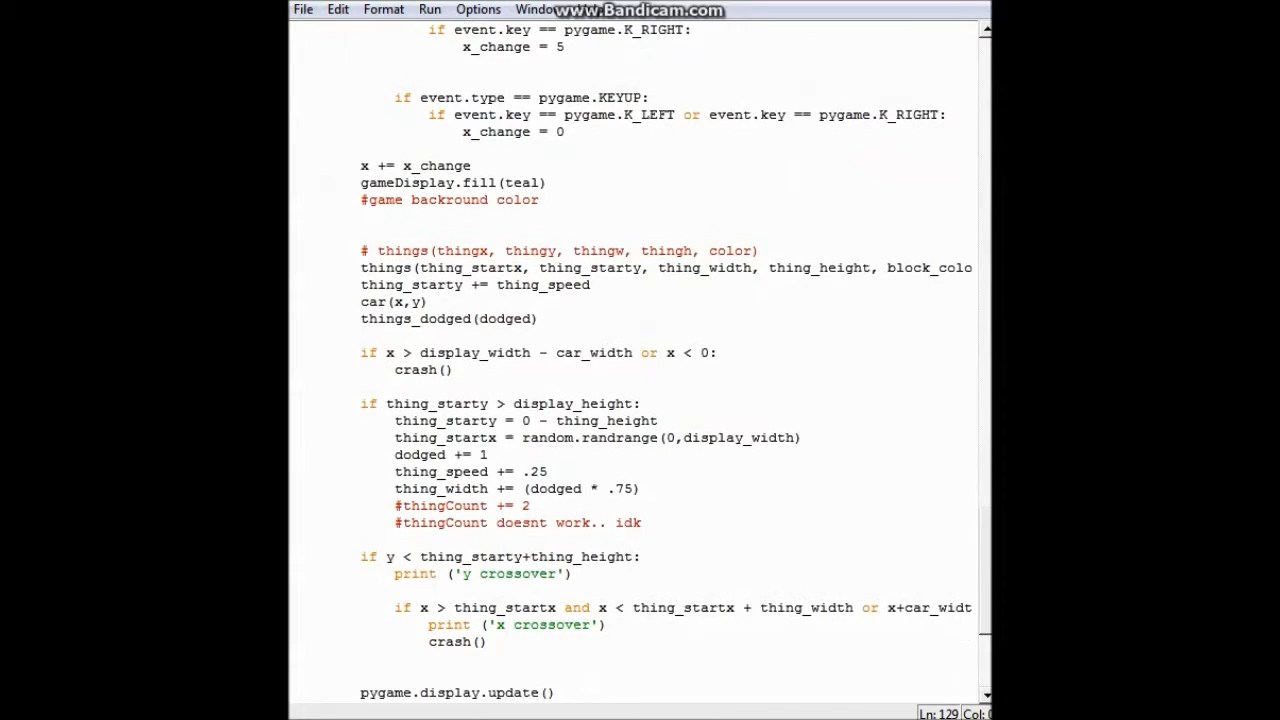 File Edit Format Run Options Window
www.Bandicam.com
if event.key == pygame.K_RIGHT:
x_change = 5
if event.type == pygame.KEYUP:
if event.key == pygame.K_LEFT or event.key == pygame.K_RIGHT:
x_change = 0
x += x_change
gameDisplay.fill(teal)
#game backround color
# things(thingx, thingy, thingw, thingh, color)
things(thing_startx, thing_starty, thing_width, thing_height, block_colo
thing_starty += thing_speed
car(x,y)
things_dodged(dodged)
if x > display_width - car_width or x < 0:
crash()
if thing_starty > display_height:
thing_starty = 0 - thing_height
thing_startx = random.randrange(0,display_width)
dodged += 1
thing_speed += .25
thing_width += (dodged * .75)
#thingCount += 2
#thingCount doesnt work.. idk
if y < thing_starty+thing_height:
print ('y crossover')
if x > thing_startx and x < thing_startx + thing_width or x+car_widt
print ('x crossover')
crash()
pygame.display.update()
Ln: 129 Col: